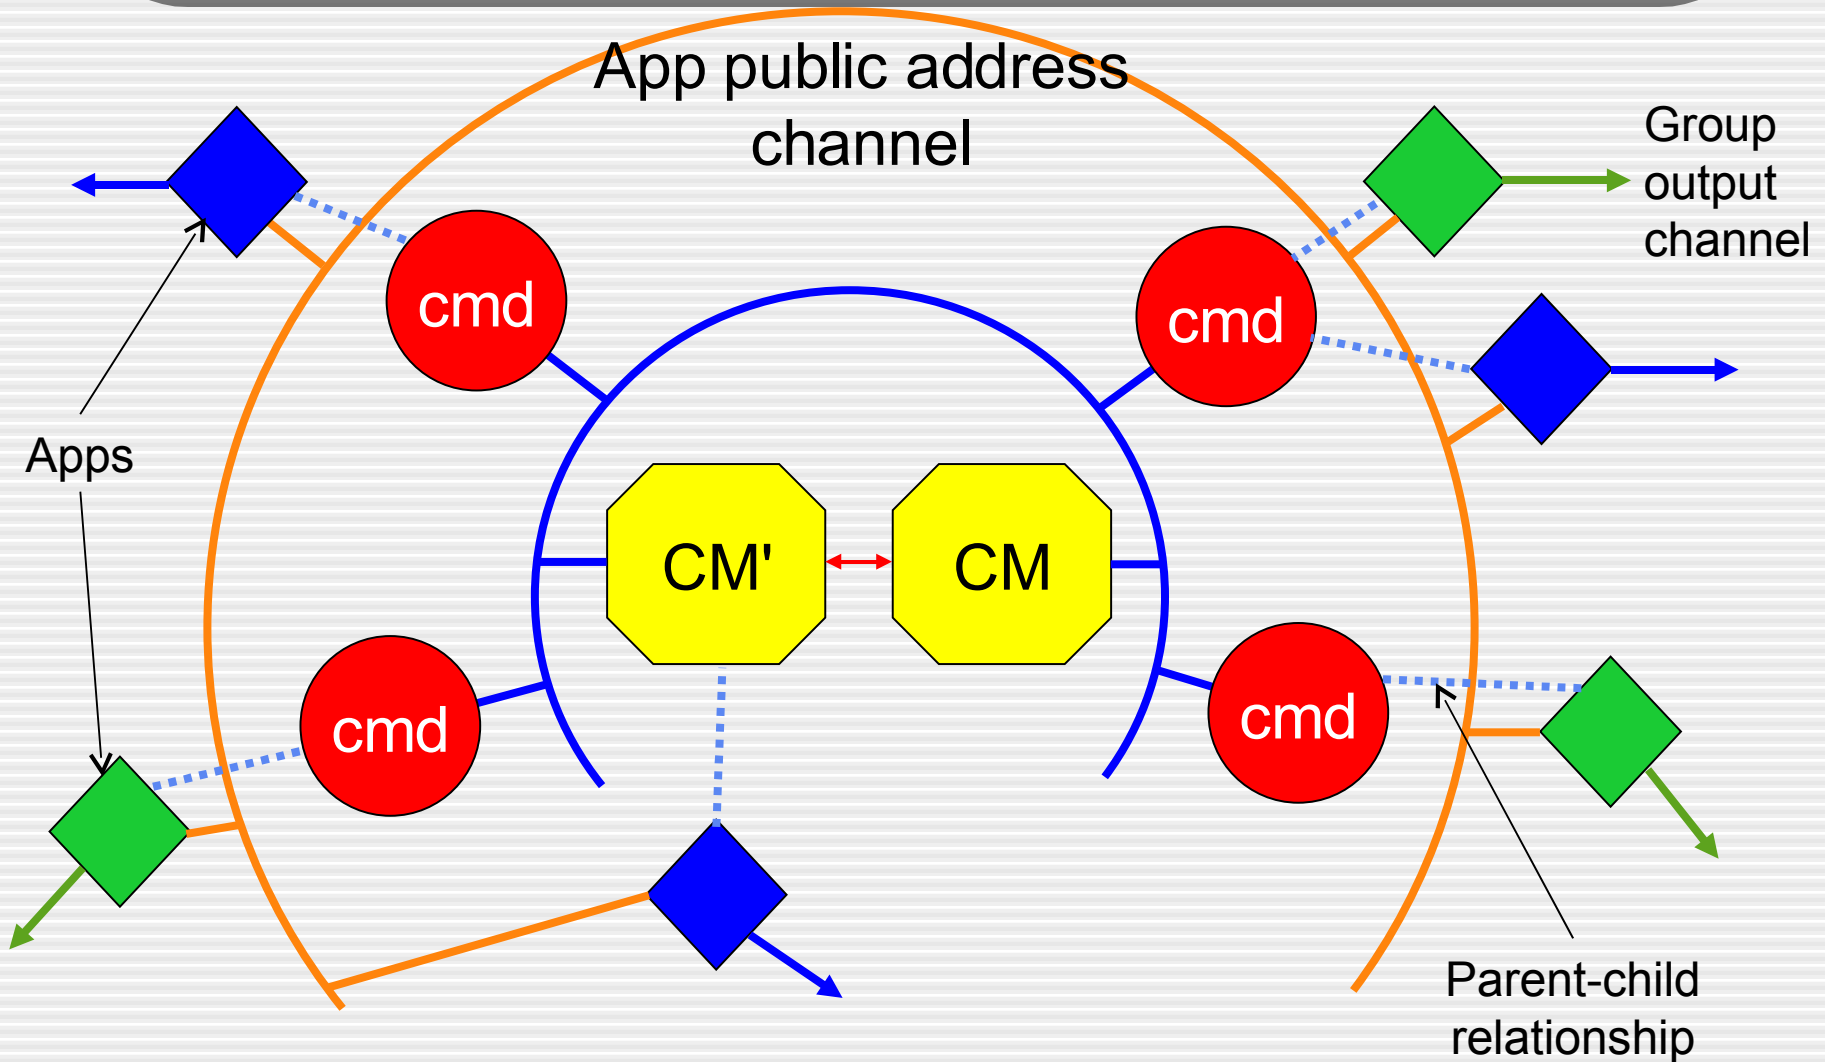 App public address
channel
Group
output
channel
cmd
cmd
Apps
CM'
CM
cmd
cmd
Parent-child
relationship